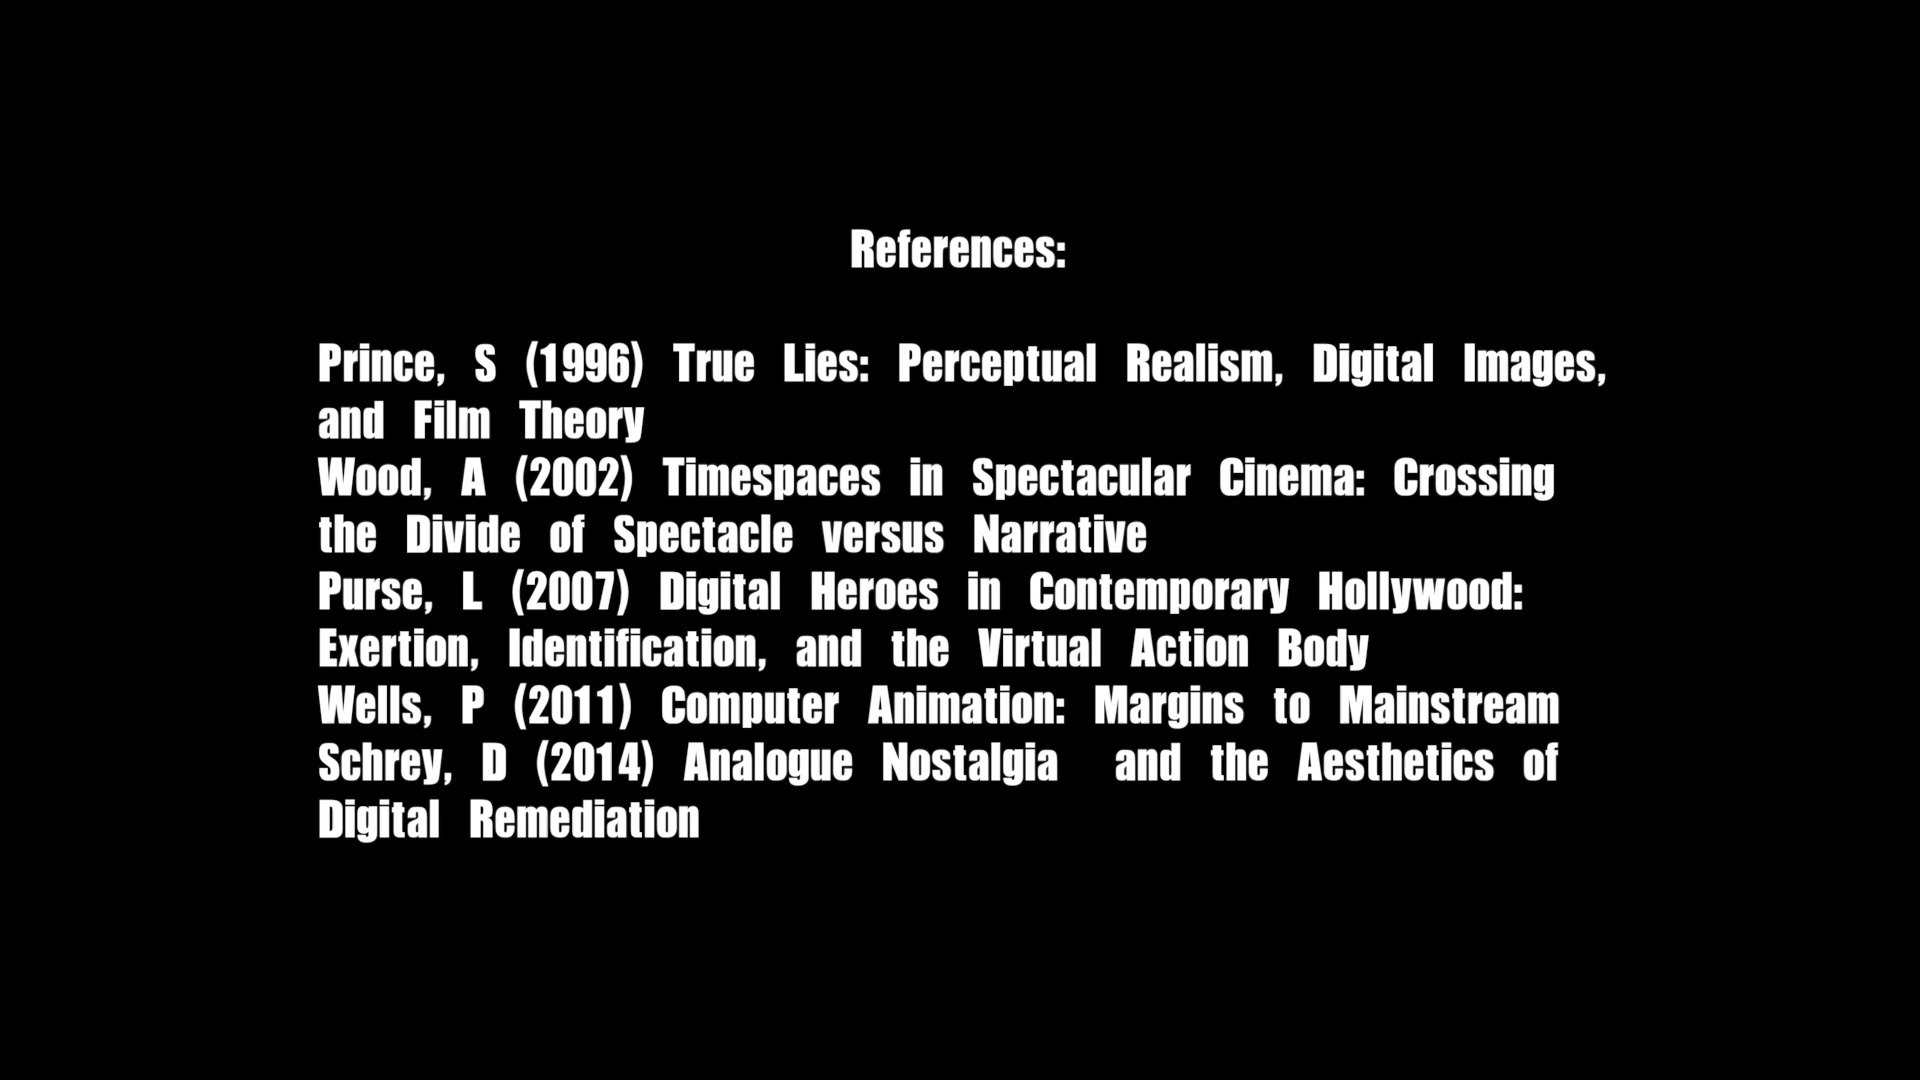 References:
Prince, S (1996) True Lies: Perceptual Realism, Digital Images,
and Film Theory
Wood, A (2002) Timespaces in Spectacular Cinema: Crossing
the Divide of Spectacle versus Narrative
Purse, L (2007) Digital Heroes in Contemporary Hollywood:
Exertion, Identification, and the Virtual Action Body
Wells, P (2011) Computer Animation: Margins to Mainstream
Schrey, D (2014) Analogue Nostalgia and the Aesthetics of
Digital Remediation